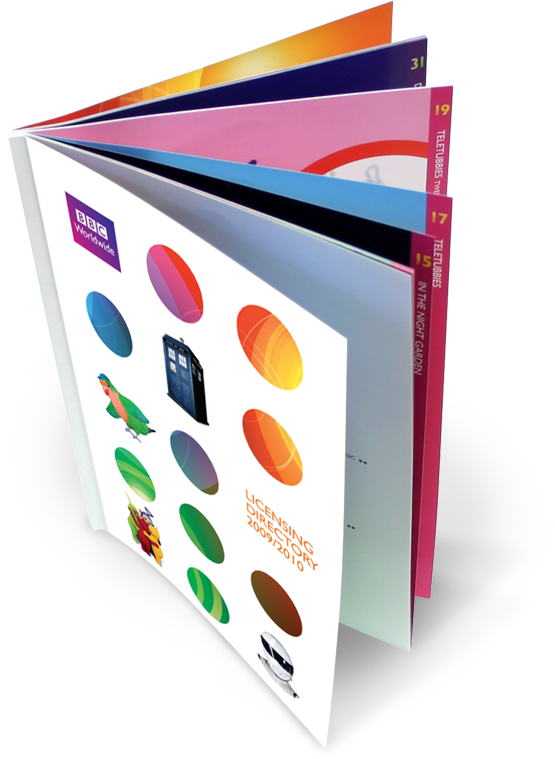 BBC
Worldwide
LICENSING
DIRECTORY
2009/2010
31
19
TELETUBBIES
17
TELETUBBIES
15
IN THE NIGHT GARDEN